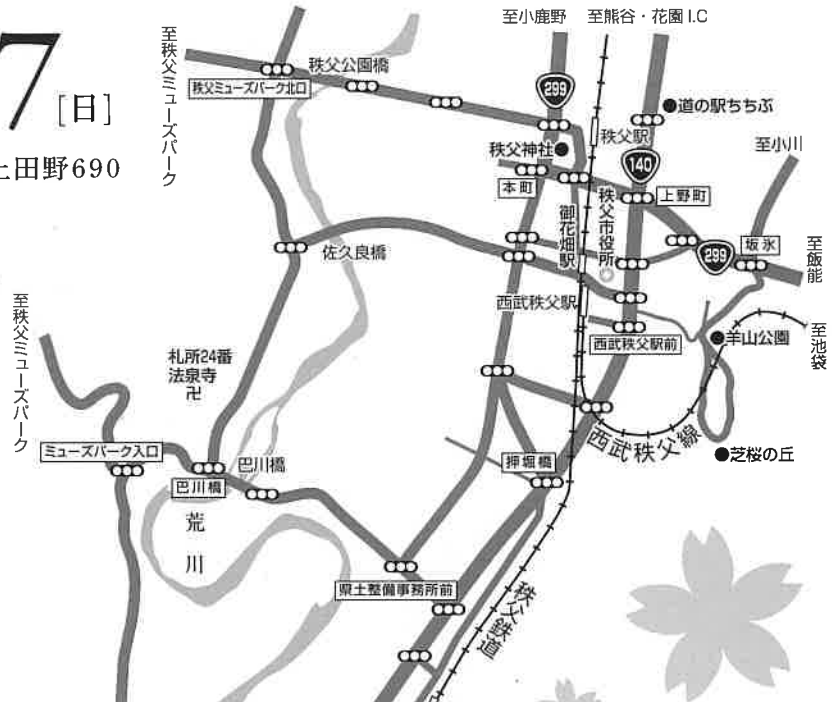 7[日]
上田野690
至小鹿野
至熊谷・花園I.C
至秩父ミューズパーク
秩父公園橋
秩父ミューズパーク北口
299
道の駅ちちぶ
秩父駅
秩父神社
140
至小川
本町
上野町
御花畑駅
秩父市役所
299
坂氷
至飯能
佐久良橋
西武秩父駅
西武秩父駅前
羊山公園
至池袋
至秩父ミューズパーク
札所24番
法泉寺
卍
西武秩父線
芝桜の丘
ミューズパーク入口
巴川橋
巴川橋
押堀橋
荒川
県土整備事務所前
秩父鉄道